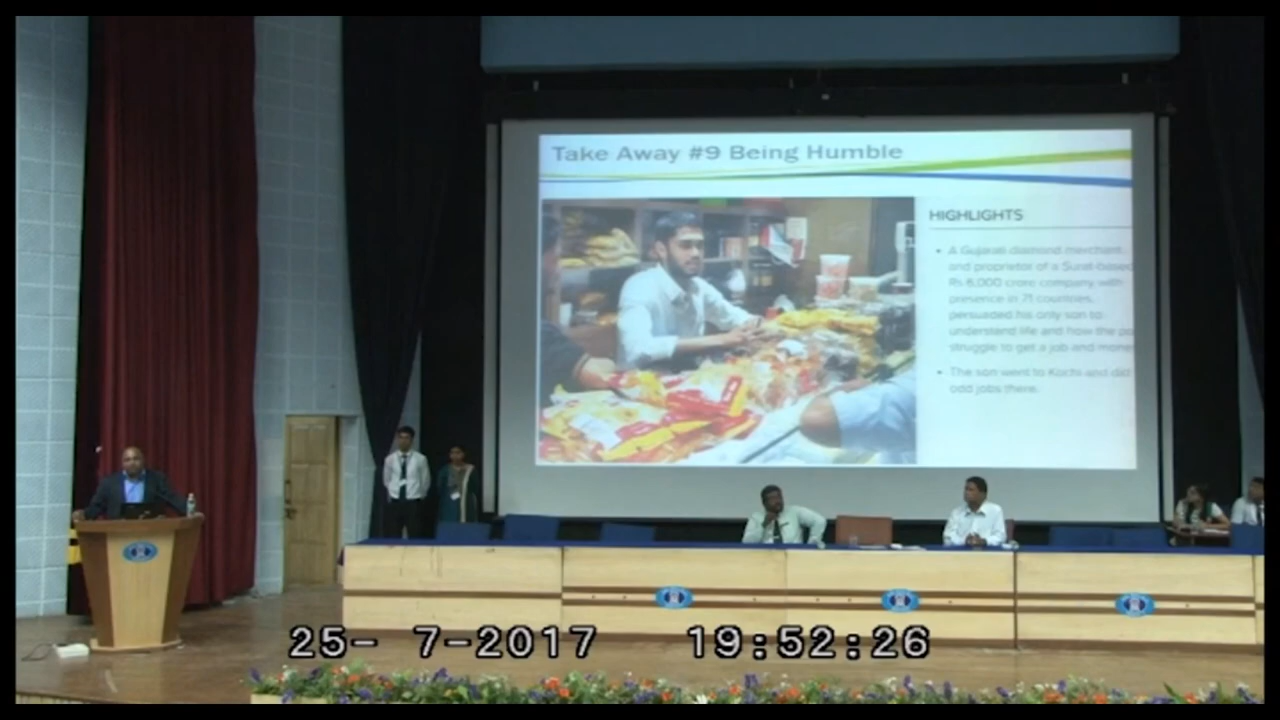 Take Away #9 Being Humble
HIGHLIGHTS
• A Gujarati diamond merchant
and proprietor of a Surat-based
Rs 6,000 crore company with
presence in 71 countries,
persuaded his only son to
understand life and how the
struggle to get a job and
• The son went to Kochi and did
odd jobs there.
25- 7-2017 19:52:26